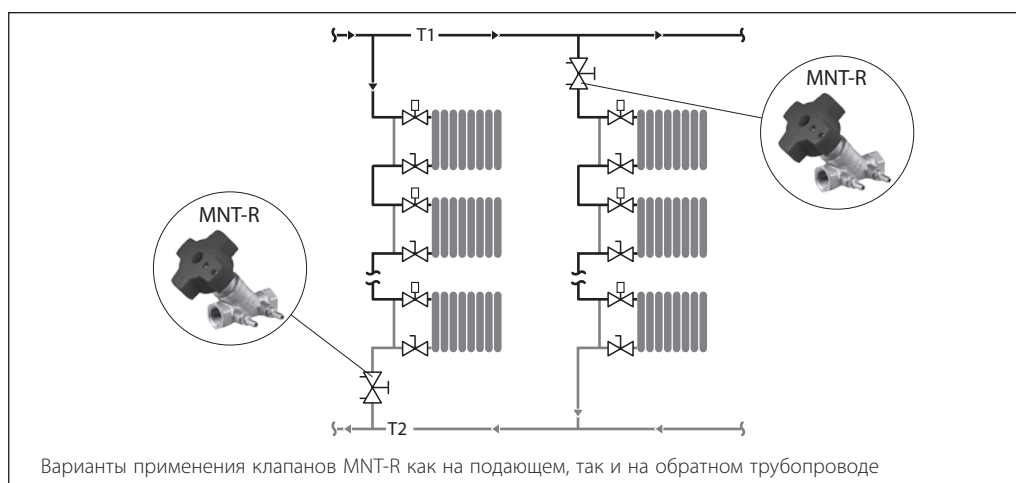 T1
MNT-R
MNT-R
T2
Варианты применения клапанов MNT-R как на подающем, так и на обратном трубопроводе